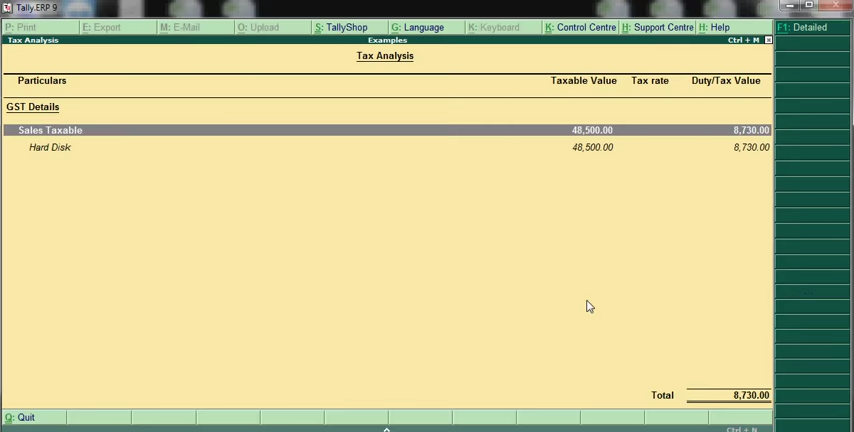 Tally.ERP 9
P: Print E: Export M: E-Mail O: Upload S: TallyShop G: Language K: Keyboard K: Control Centre H: Support Centre H: Help F1: Detailed
Tax Analysis Examples Ctrl + M
Tax Analysis
Particulars Taxable Value Tax rate Duty/Tax Value
GST Details
Sales Taxable 48,500.00 8,730.00
Hard Disk 48,500.00 8,730.00
Total 8,730.00
Q: Quit
Ctrl + N